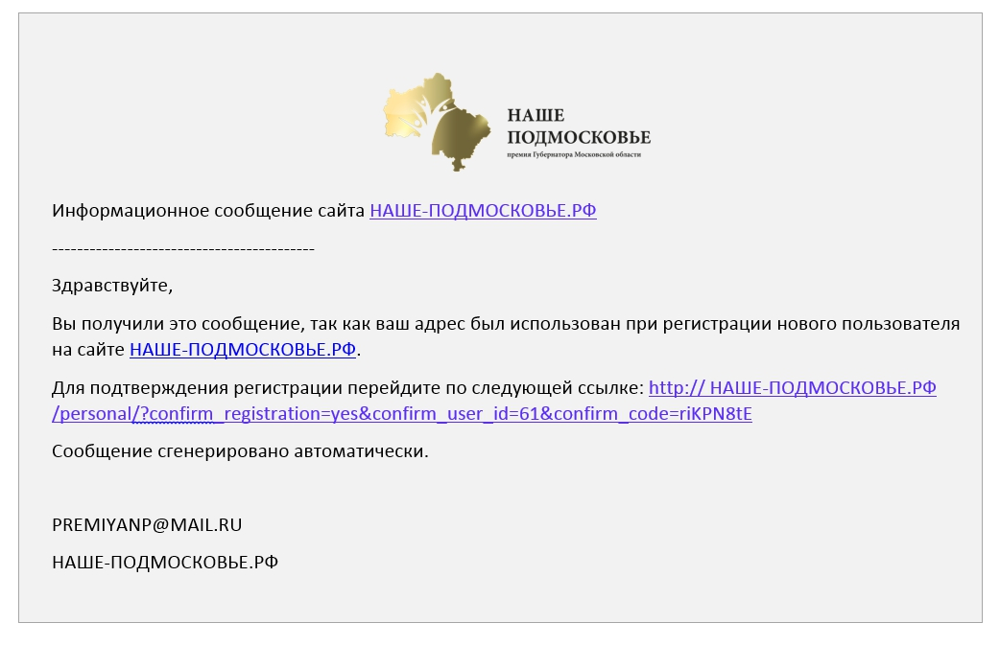 НАШЕ
ПОДМОСКОВЬЕ
премия Губернатора Московской области
Информационное сообщение сайта НАШЕ-ПОДМОСКОВЬЕ.РФ
------------------------------------------
Здравствуйте,
Вы получили это сообщение, так как ваш адрес был использован при регистрации нового пользователя
на сайте НАШЕ-ПОДМОСКОВЬЕ.РФ.
Для подтверждения регистрации перейдите по следующей ссылке: http:// НАШЕ-ПОДМОСКОВЬЕ.РФ
/personal/?confirm_registration=yes&confirm_user_id=61&confirm_code=riKPN8tE
Сообщение сгенерировано автоматически.
PREMIYANP@MAIL.RU
НАШЕ-ПОДМОСКОВЬЕ.РФ